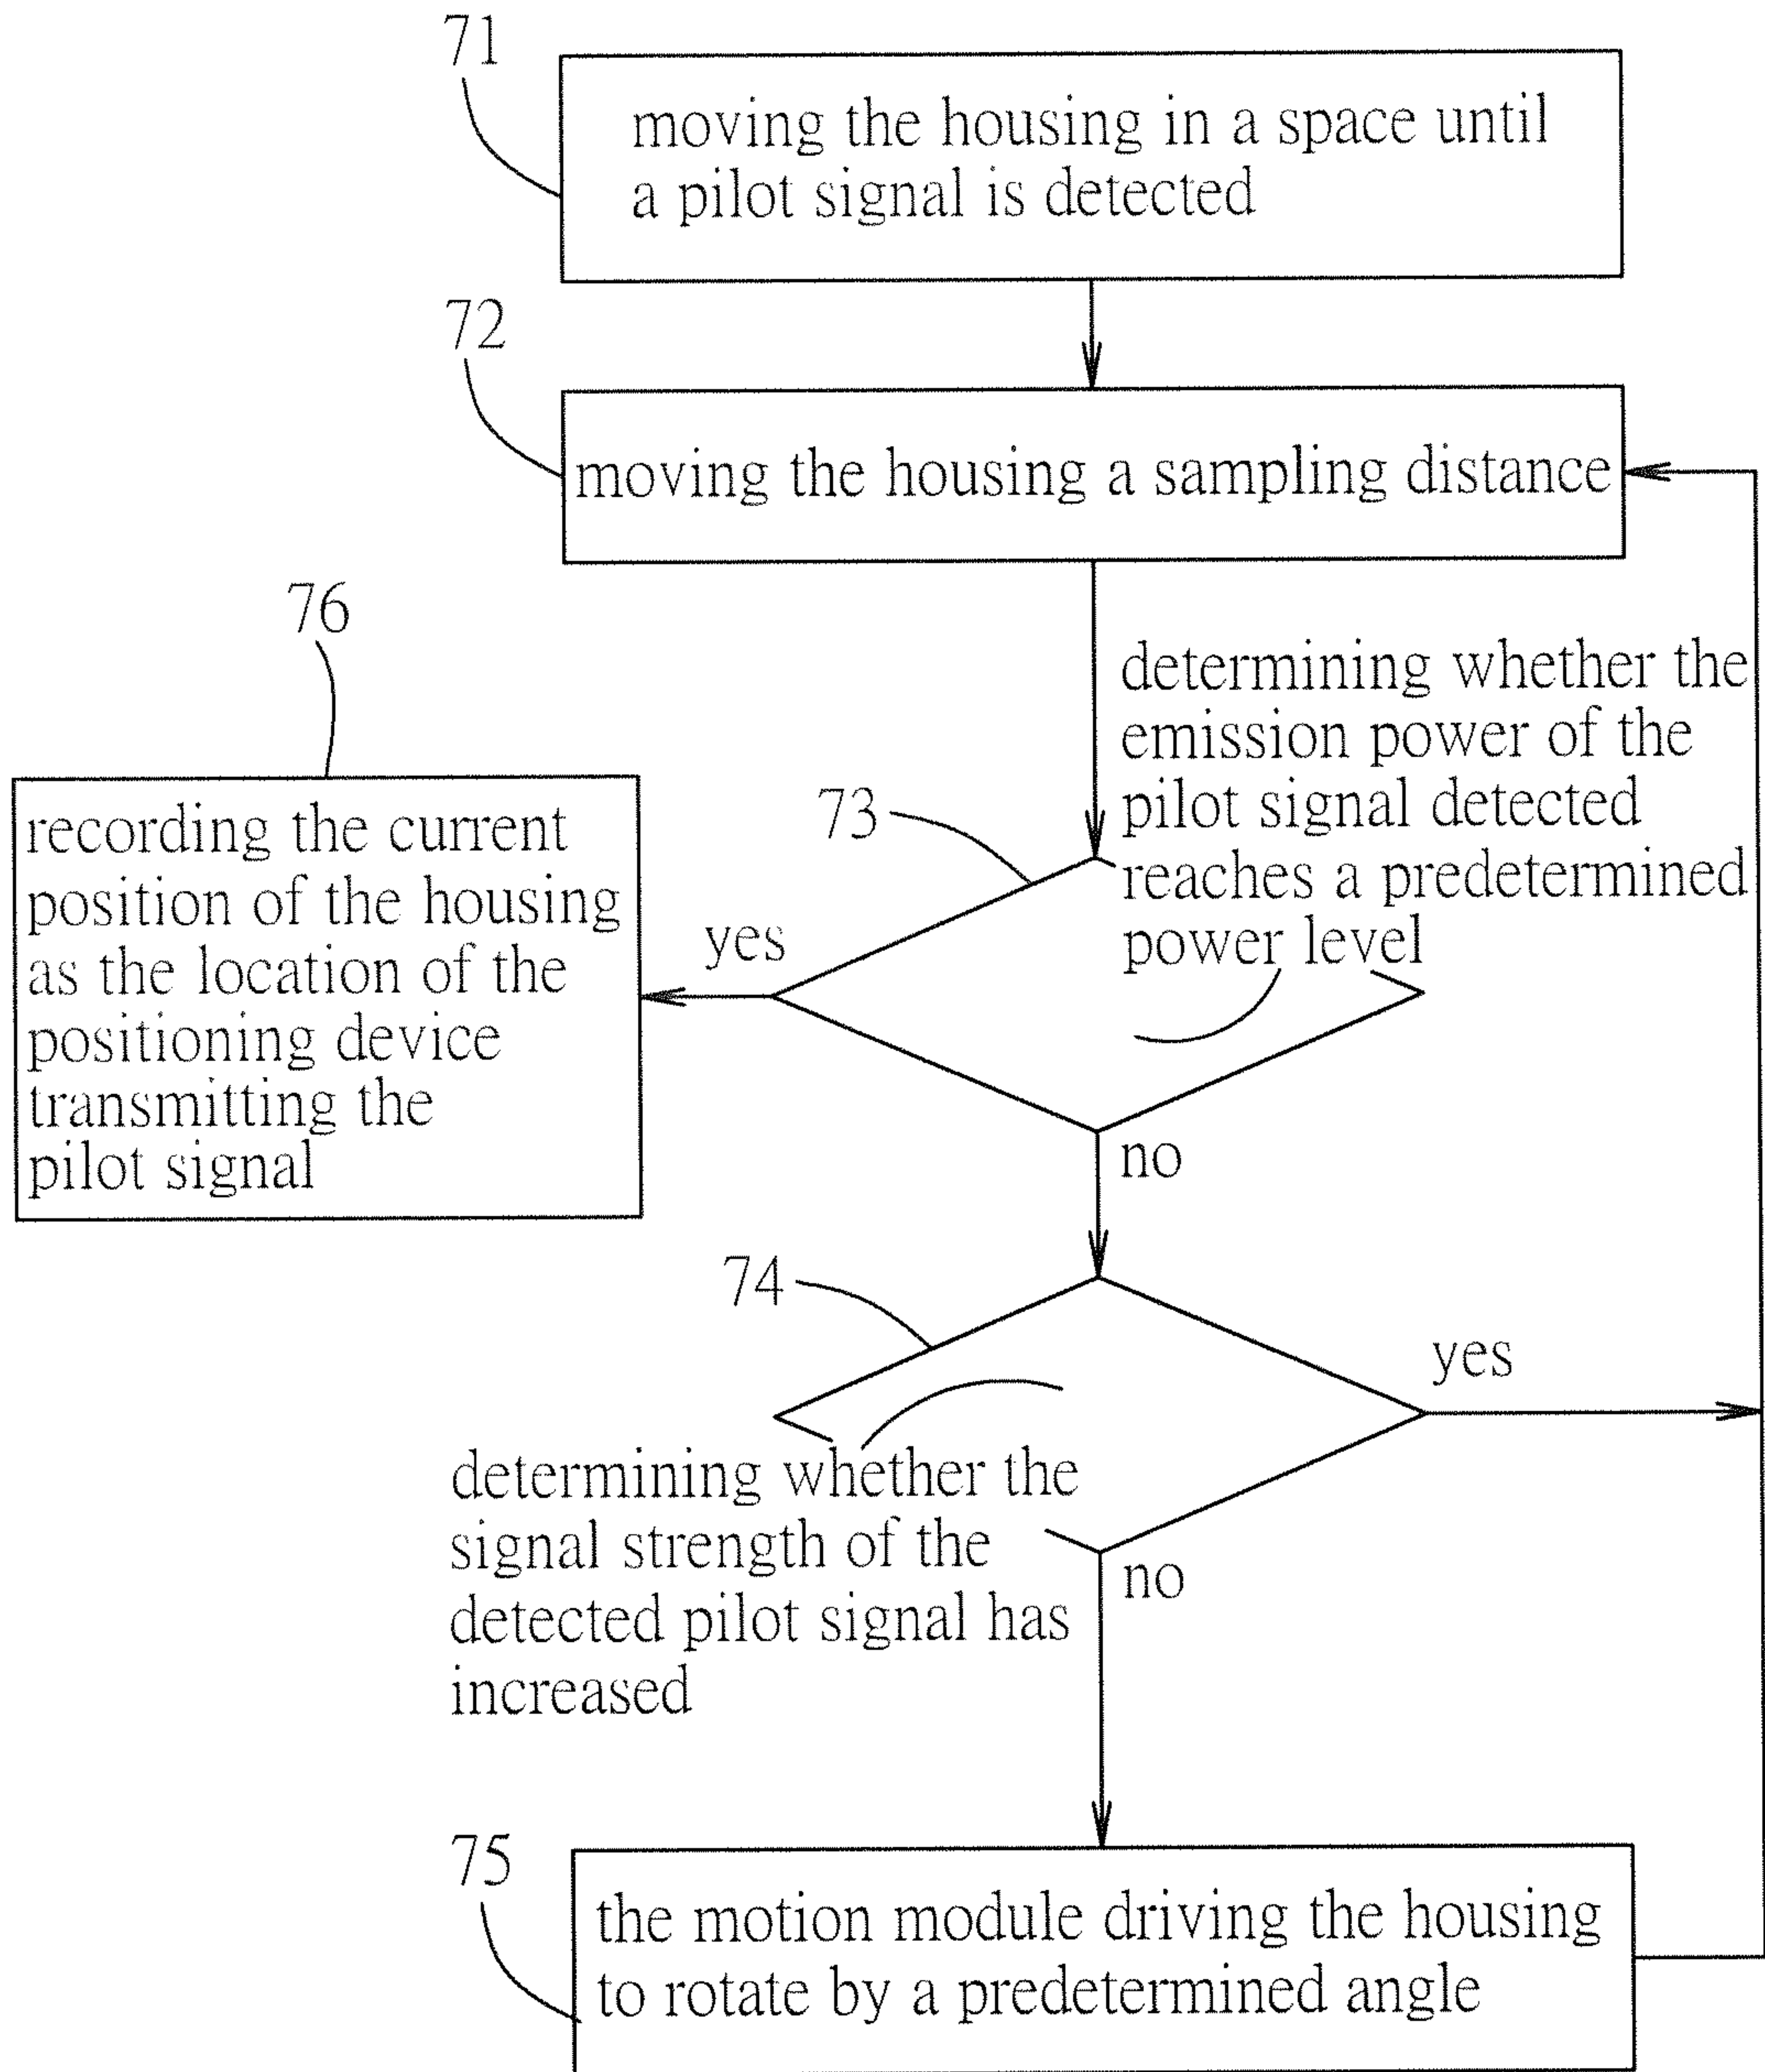 71
moving the housing in a space until
a pilot signal is detected
72
moving the housing a sampling distance
76
recording the current
position of the housing
as the location of the
positioning device
transmitting the
pilot signal
73
determining whether the
emission power of the
pilot signal detected
reaches a predetermined
power level
yes
no
74
determining whether the
signal strength of the
detected pilot signal has
increased
yes
no
75
the motion module driving the housing
to rotate by a predetermined angle